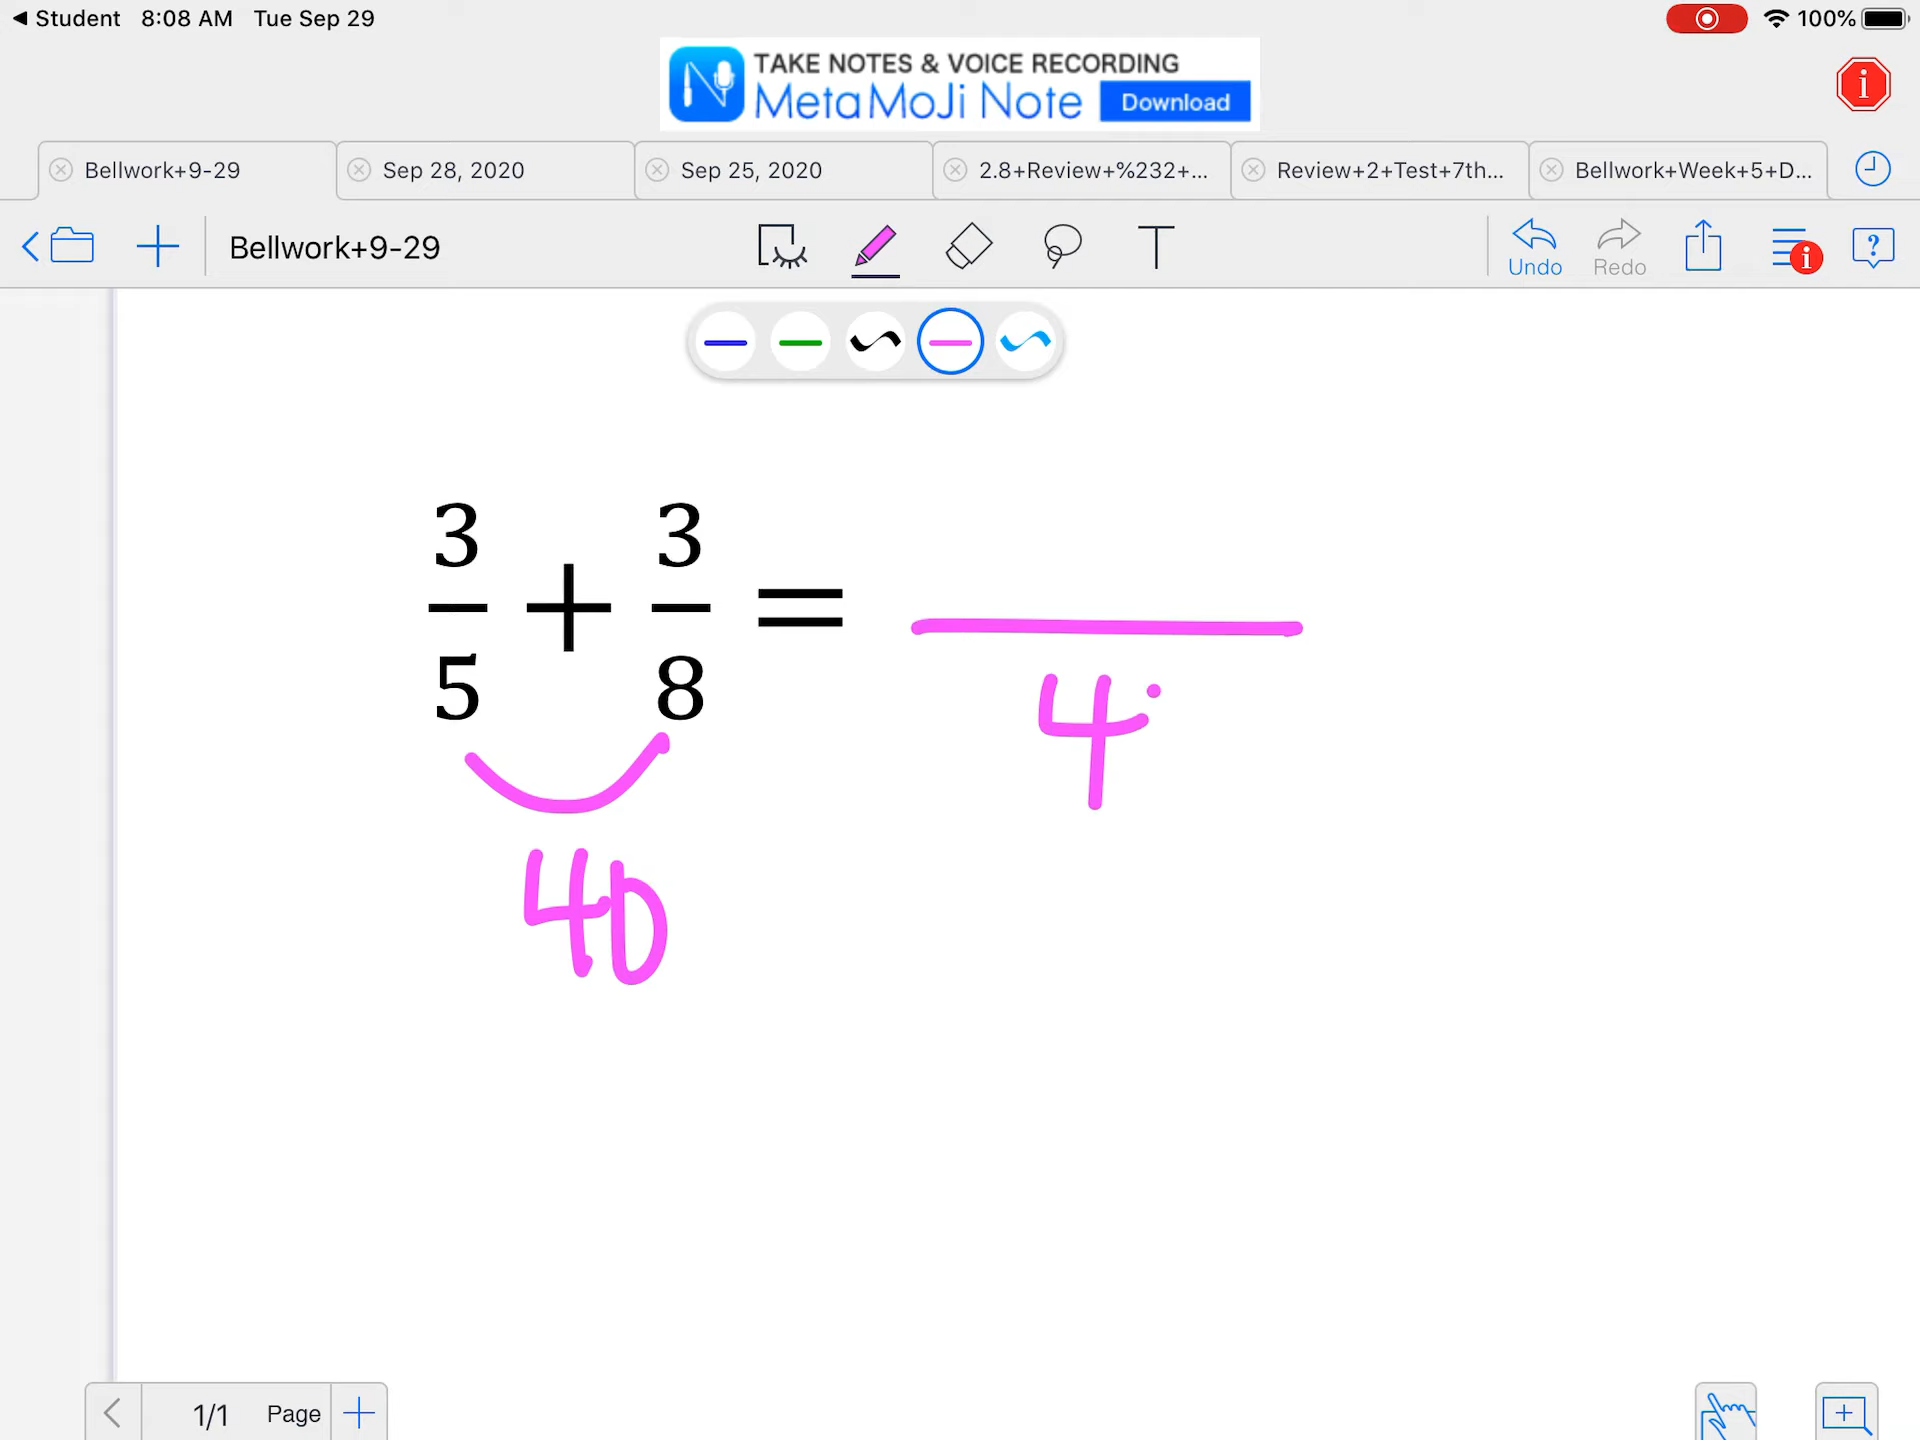 Student 8:08 AM Tue Sep 29 100%
TAKE NOTES & VOICE RECORDING
MetaMoJi Note Download
Bellwork+9-29 Sep 28, 2020 Sep 25, 2020 2.8+Review+%232+... Review+2+Test+7th... Bellwork+Week+5+D...
Bellwork+9-29 T Undo Redo i ?
3/5 + 3/8 =
4
40
1/1 Page